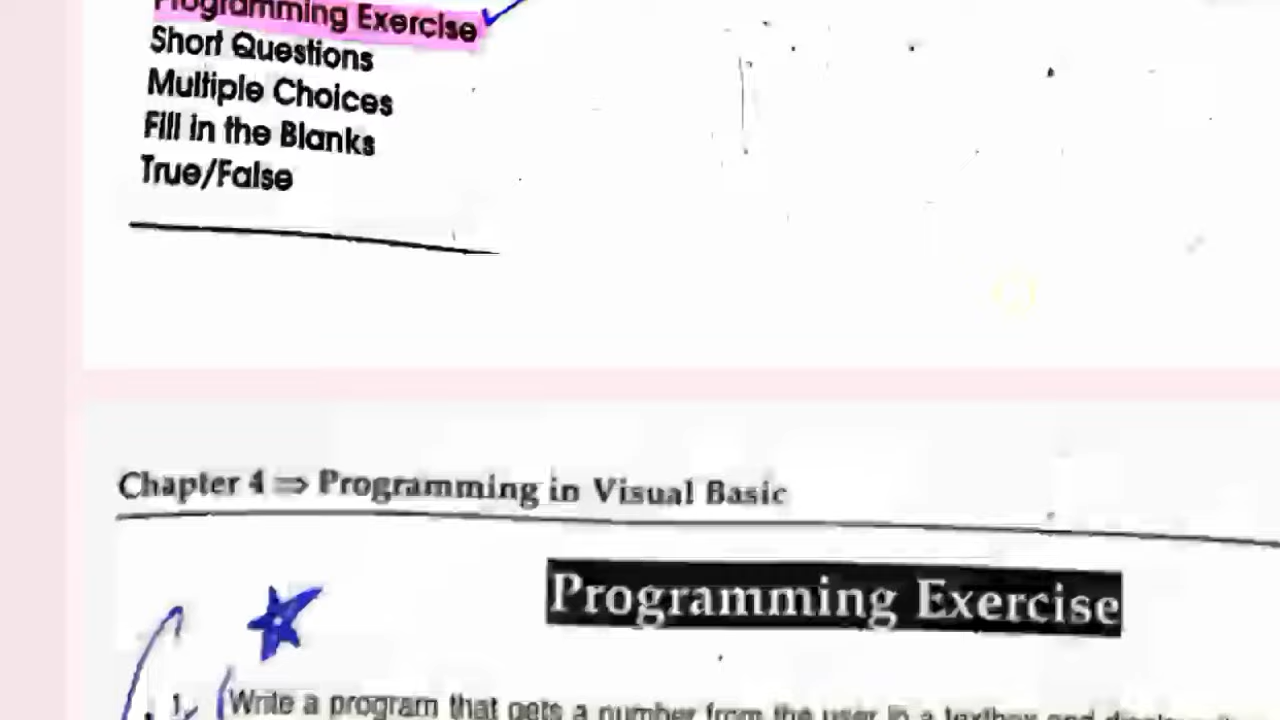 Programming Exercise
Short Questions
Multiple Choices
Fill in the Blanks
True/False
Chapter 4 ⇒ Programming in Visual Basic
Programming Exercise
1. Write a program that gets a number from the user in a textbox and